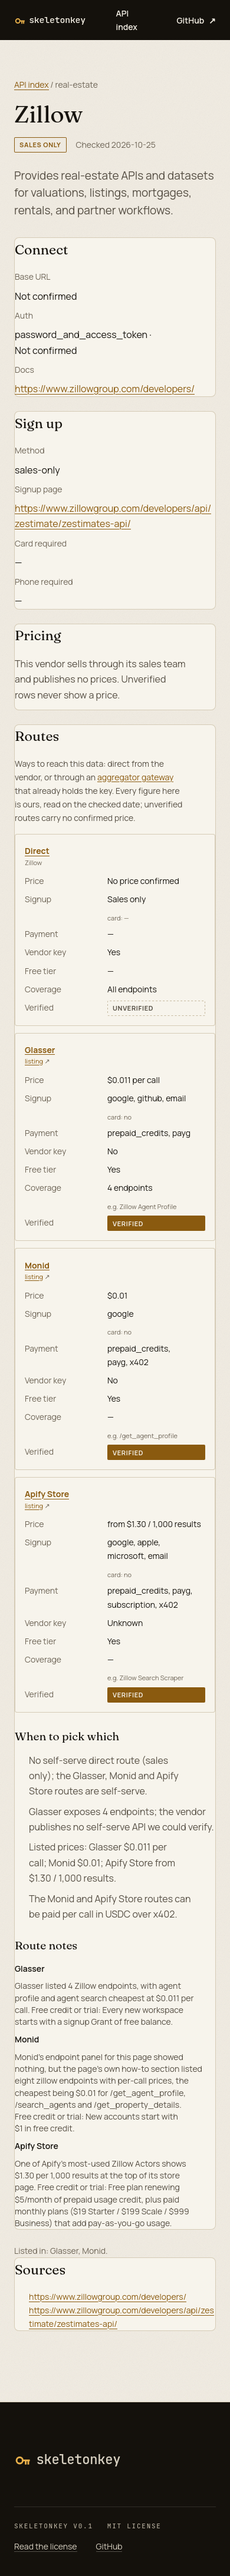 skeletonkey
API index
GitHub ↗
API index / real-estate
Zillow
SALES ONLY
Checked 2026-10-25
Provides real-estate APIs and datasets
for valuations, listings, mortgages,
rentals, and partner workflows.
Connect
Base URL
Not confirmed
Auth
password_and_access_token ·
Not confirmed
Docs
https://www.zillowgroup.com/developers/
Sign up
Method
sales-only
Signup page
https://www.zillowgroup.com/developers/api/
zestimate/zestimates-api/
Card required
—
Phone required
—
Pricing
This vendor sells through its sales team
and publishes no prices. Unverified
rows never show a price.
Routes
Ways to reach this data: direct from the
vendor, or through an aggregator gateway
that already holds the key. Every figure here
is ours, read on the checked date; unverified
routes carry no confirmed price.
Direct
Zillow
Price No price confirmed
Signup Sales only
card: —
Payment —
Vendor key Yes
Free tier —
Coverage All endpoints
Verified UNVERIFIED
Glasser
listing ↗
Price $0.011 per call
Signup google, github, email
card: no
Payment prepaid_credits, payg
Vendor key No
Free tier Yes
Coverage 4 endpoints
e.g. Zillow Agent Profile
Verified VERIFIED
Monid
listing ↗
Price $0.01
Signup google
card: no
Payment prepaid_credits,
payg, x402
Vendor key No
Free tier Yes
Coverage —
e.g. /get_agent_profile
Verified VERIFIED
Apify Store
listing ↗
Price from $1.30 / 1,000 results
Signup google, apple,
microsoft, email
card: no
Payment prepaid_credits, payg,
subscription, x402
Vendor key Unknown
Free tier Yes
Coverage —
e.g. Zillow Search Scraper
Verified VERIFIED
When to pick which
No self-serve direct route (sales
only); the Glasser, Monid and Apify
Store routes are self-serve.
Glasser exposes 4 endpoints; the vendor
publishes no self-serve API we could verify.
Listed prices: Glasser $0.011 per
call; Monid $0.01; Apify Store from
$1.30 / 1,000 results.
The Monid and Apify Store routes can
be paid per call in USDC over x402.
Route notes
Glasser
Glasser listed 4 Zillow endpoints, with agent
profile and agent search cheapest at $0.011 per
call. Free credit or trial: Every new workspace
starts with a signup Grant of free balance.
Monid
Monid's endpoint panel for this page showed
nothing, but the page's own how-to section listed
eight zillow endpoints with per-call prices, the
cheapest being $0.01 for /get_agent_profile,
/search_agents and /get_property_details.
Free credit or trial: New accounts start with
$1 in free credit.
Apify Store
One of Apify's most-used Zillow Actors shows
$1.30 per 1,000 results at the top of its store
page. Free credit or trial: Free plan renewing
$5/month of prepaid usage credit, plus paid
monthly plans ($19 Starter / $199 Scale / $999
Business) that add pay-as-you-go usage.
Listed in: Glasser, Monid.
Sources
https://www.zillowgroup.com/developers/
https://www.zillowgroup.com/developers/api/zes
timate/zestimates-api/
skeletonkey
SKELETONKEY V0.1 MIT LICENSE
Read the license GitHub